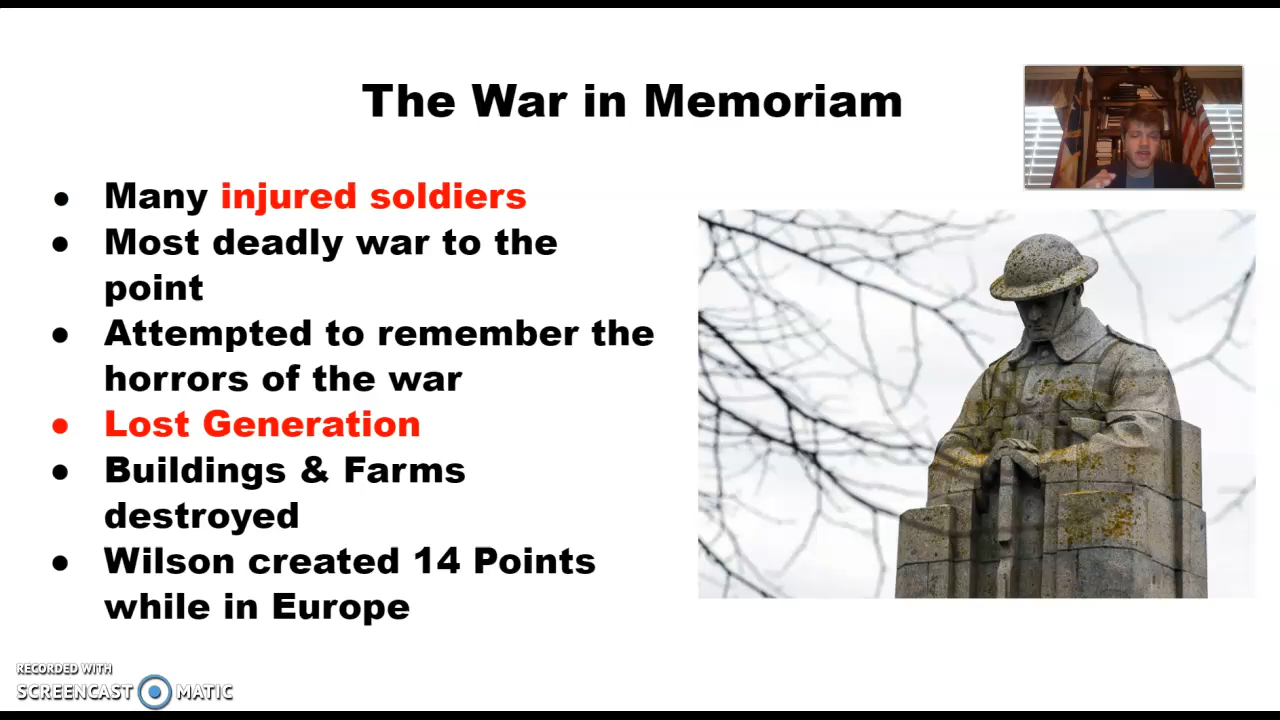 The War in Memoriam
● Many injured soldiers
● Most deadly war to the
point
● Attempted to remember the
horrors of the war
● Lost Generation
● Buildings & Farms
destroyed
● Wilson created 14 Points
while in Europe
RECORDED WITH
SCREENCAST MATIC